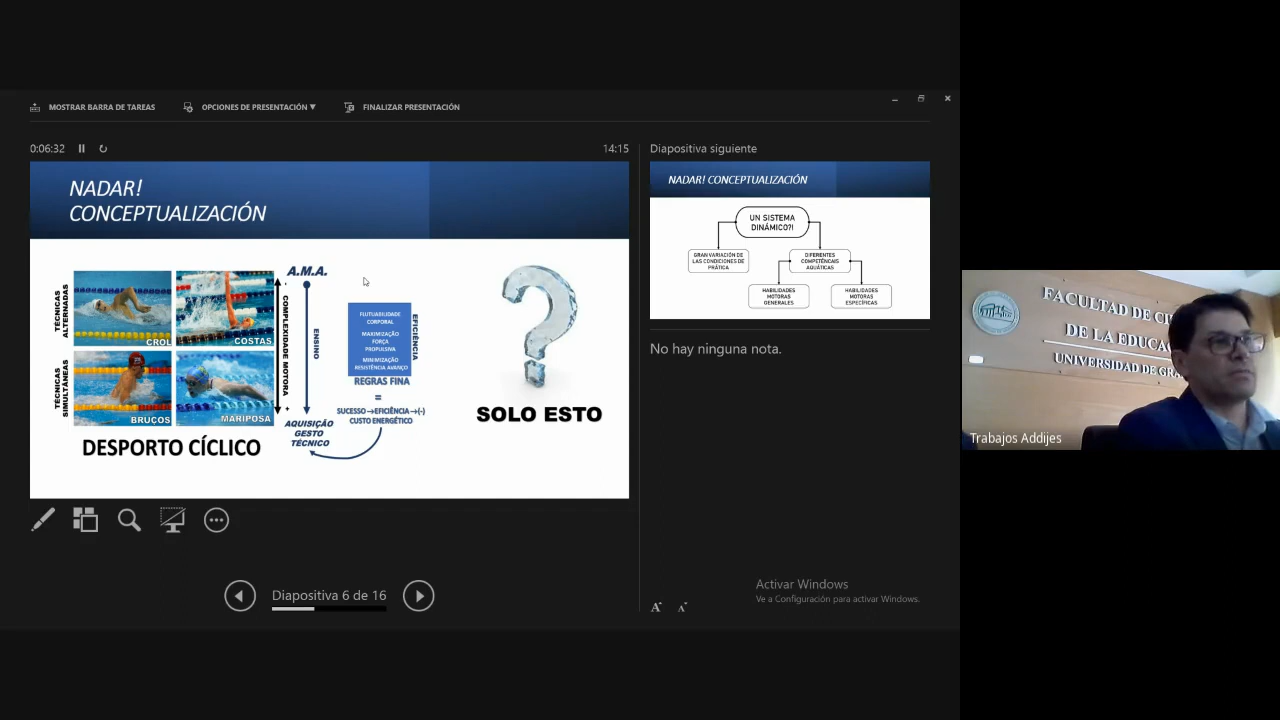 MOSTRAR BARRA DE TAREAS
OPCIONES DE PRESENTACIÓN ▼
FINALIZAR PRESENTACIÓN
0:06:32
14:15
NADAR!
CONCEPTUALIZACIÓN
TÉCNICAS
ALTERNADAS
TÉCNICAS
SIMULTÂNEAS
CROL
COSTAS
BRUÇOS
MARIPOSA
DESPORTO CÍCLICO
-
COMPLEXIDADE MOTORA
+
A.M.A.
ENSINO
AQUISIÇÃO
GESTO
TÉCNICO
FLUTUABILIDADE
CORPORAL
MAXIMIZAÇÃO
FORÇA
PROPULSIVA
MINIMIZAÇÃO
RESISTÊNCIA AVANÇO
EFICIÊNCIA
REGRAS FINA
=
SUCESSO→EFICIÊNCIA→(-)
CUSTO ENERGÉTICO
SOLO ESTO
Diapositiva 6 de 16
Diapositiva siguiente
NADAR! CONCEPTUALIZACIÓN
UN SISTEMA
DINÁMICO?!
GRAN VARIACIÓN DE
LAS CONDICIONES DE
PRÁTICA
DIFERENTES
COMPETÊNCAIS
AQUÁTICAS
HABILIDADES
MOTORAS
GENERALES
HABILIDADES
MOTORAS
ESPECÍFICAS
No hay ninguna nota.
Activar Windows
Ve a Configuración para activar Windows.
FACULTAD DE CI
DE LA EDUCAC
UNIVERSIDAD DE GRA
Trabajos Addijes